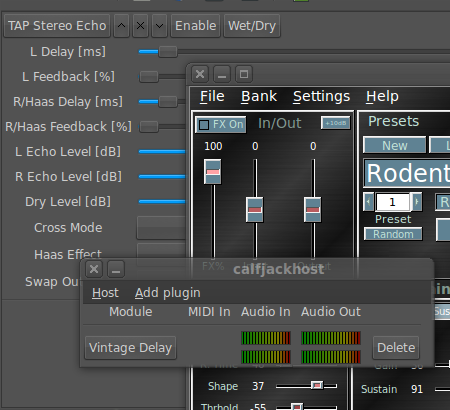 TAP Stereo Echo Enable Wet/Dry
L Delay [ms]
L Feedback [%]
R/Haas Delay [ms]
R/Haas Feedback [%]
L Echo Level [dB]
R Echo Level [dB]
Dry Level [dB]
Cross Mode
Haas Effect
Swap Ou
File Bank Settings Help
FX On In/Out +10dB
100 0 0
FX%
Presets
New L
Rodent
1 R
Preset
Random
calfjackhost
Host Add plugin
Module MIDI In Audio In Audio Out
Vintage Delay Delete
Shape 37
Sustain 91
Thrhold -55